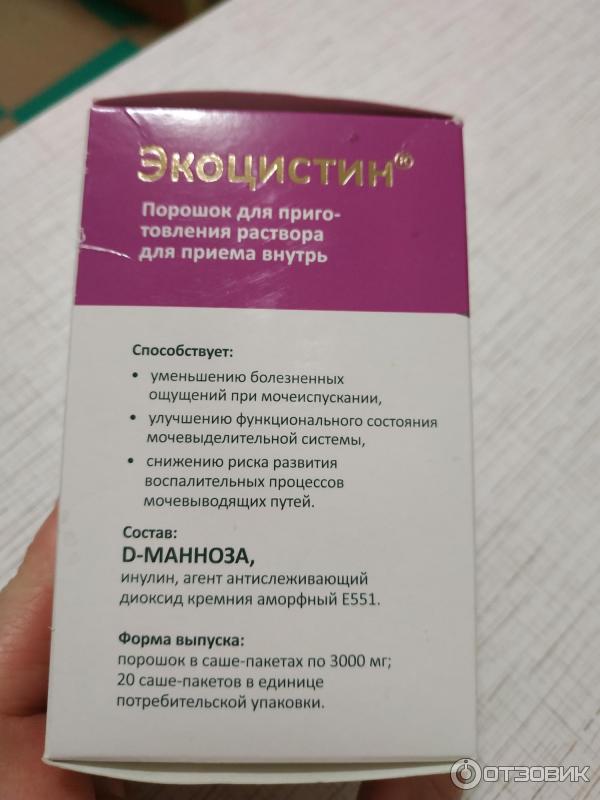 Экоцистин®
Порошок для приго-
товления раствора
для приема внутрь
Способствует:
• уменьшению болезненных
ощущений при мочеиспускании,
• улучшению функционального состояния
мочевыделительной системы,
• снижению риска развития
воспалительных процессов
мочевыводящих путей.
Состав:
D-МАННОЗА,
инулин, агент антислеживающий
диоксид кремния аморфный Е551.
Форма выпуска:
порошок в саше-пакетах по 3000 мг;
20 саше-пакетов в единице
потребительской упаковки.
ОТЗОВИК